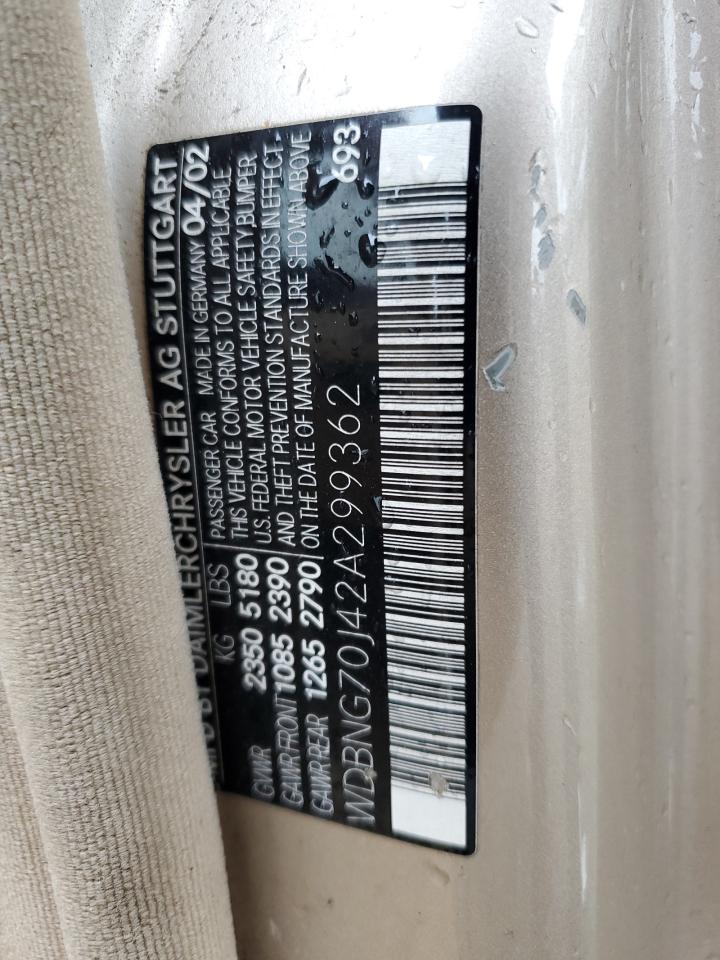 MFD BY DAIMLERCHRYSLER AG STUTTGART
KG LBS PASSENGER CAR MADE IN GERMANY 04/02
GVWR 2350 5180 THIS VEHICLE CONFORMS TO ALL APPLICABLE
U.S. FEDERAL MOTOR VEHICLE SAFETY, BUMPER
GAWR FRONT 1085 2390 AND THEFT PREVENTION STANDARDS IN EFFECT
GAWR REAR 1265 2790 ON THE DATE OF MANUFACTURE SHOWN ABOVE
WDBNG70J42A299362 693